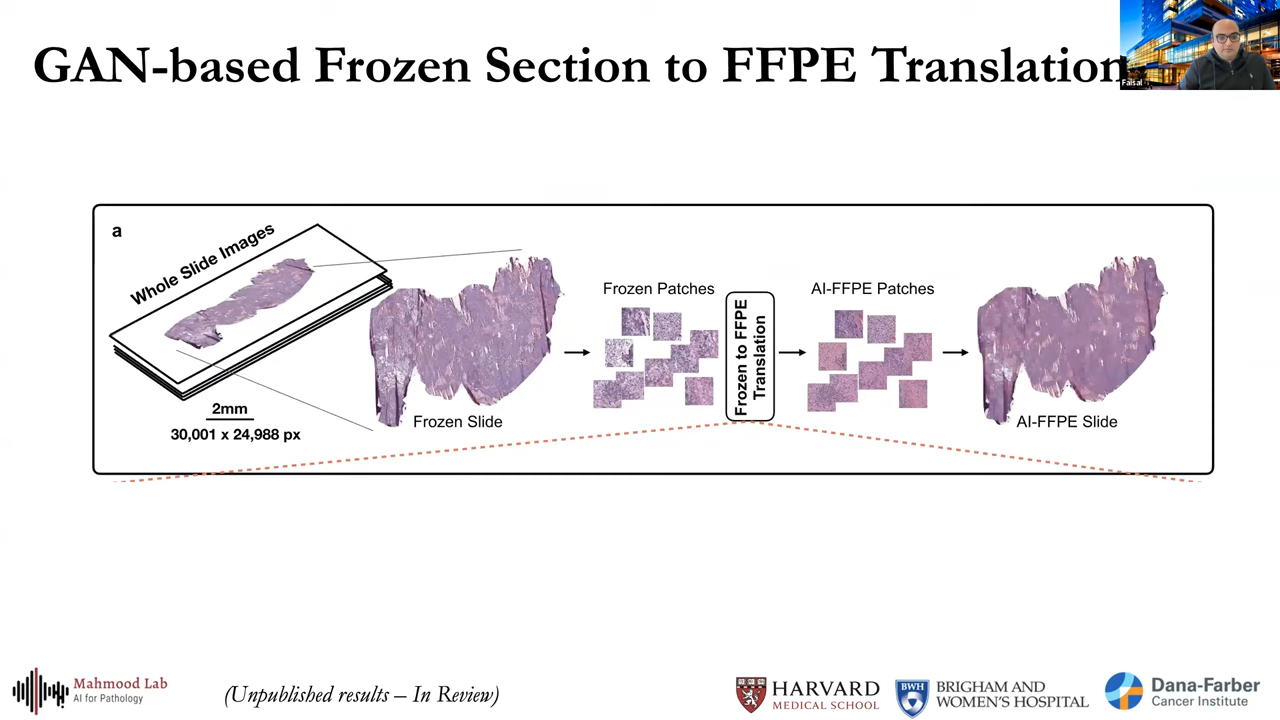 GAN-based Frozen Section to FFPE Translation
Faisal
a
Whole Slide Images
2mm
30,001 x 24,988 px
Frozen Slide
Frozen Patches
Frozen to FFPE
Translation
AI-FFPE Patches
AI-FFPE Slide
Mahmood Lab
AI for Pathology
(Unpublished results – In Review)
HARVARD
MEDICAL SCHOOL
BWH
BRIGHAM AND
WOMEN'S HOSPITAL
Dana-Farber
Cancer Institute